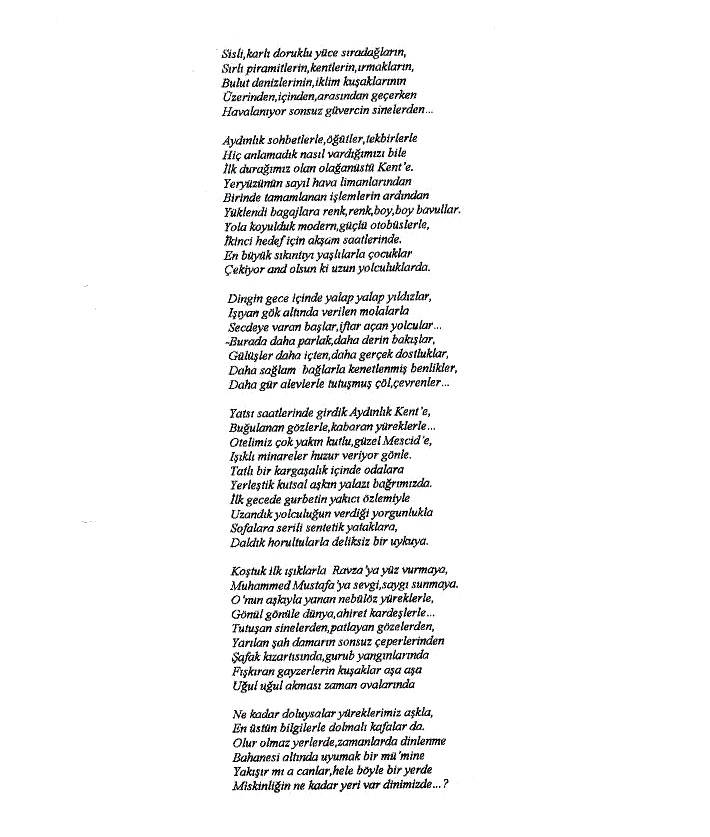 Sisli,karlı doruklu yüce sıradağların,
Sırlı piramitlerin,kentlerin,ırmakların,
Bulut denizlerinin,iklim kuşaklarının
Üzerinden,içinden,arasından geçerken
Havalanıyor sonsuz güvercin sinelerden...

Aydınlık sohbetlerle,öğütler,tekbirlerle
Hiç anlamadık nasıl vardığımızı bile
İlk durağımız olan olağanüstü Kent'e.
Yeryüzünün sayıl hava limanlarından
Birinde tamamlanan işlemlerin ardından
Yüklendi bagajlara renk,renk,boy,boy bavullar.
Yola koyulduk modern,güçlü otobüslerle,
İkinci hedef için akşam saatlerinde.
En büyük sıkıntıyı yaşlılarla çocuklar
Çekiyor and olsun ki uzun yolculuklarda.

Dingin gece içinde yalap yalap yıldızlar,
Işıyan gök altında verilen molalarla
Secdeye varan başlar,iftar açan yolcular...
-Burada daha parlak,daha derin bakışlar,
Gülüşler daha içten,daha gerçek dostluklar,
Daha sağlam bağlarla kenetlenmiş benlikler,
Daha gür alevlerle tutuşmuş çöl,çevrenler...

Yatsı saatlerinde girdik Aydınlık Kent'e,
Buğulanan gözlerle,kabaran yüreklerle...
Otelimiz çok yakın kutlu,güzel Mescid'e,
Işıklı minareler huzur veriyor gönle.
Tatlı bir kargaşalık içinde odalara
Yerleştik kutsal aşkın yalazı bağrımızda.
İlk gecede gurbetin yakıcı özlemiyle
Uzandık yolculuğun verdiği yorgunlukla
Sofalara serili sentetik yataklara,
Daldık horultularla deliksiz bir uykuya.

Koştuk ilk ışıklarla Ravza'ya yüz vurmaya,
Muhammed Mustafa'ya sevgi,saygı sunmaya.
O'nun aşkıyla yanan nebülöz yüreklerle,
Gönül gönüle dünya,ahiret kardeşlerle...
Tutuşan sinelerden,patlayan gözelerden,
Yarılan şah damarın sonsuz çeperlerinden
Şafak kızartısında,gurub yangınlarında
Fışkıran gayzerlerin kuşaklar aşa aşa
Uğul uğul akması zaman ovalarında

Ne kadar doluysalar yüreklerimiz aşkla,
En üstün bilgilerle dolmalı kafalar da.
Olur olmaz yerlerde,zamanlarda dinlenme
Bahanesi altında uyumak bir mü'mine
Yakışır mı a canlar,hele böyle bir yerde
Miskinliğin ne kadar yeri var dinimizde...?